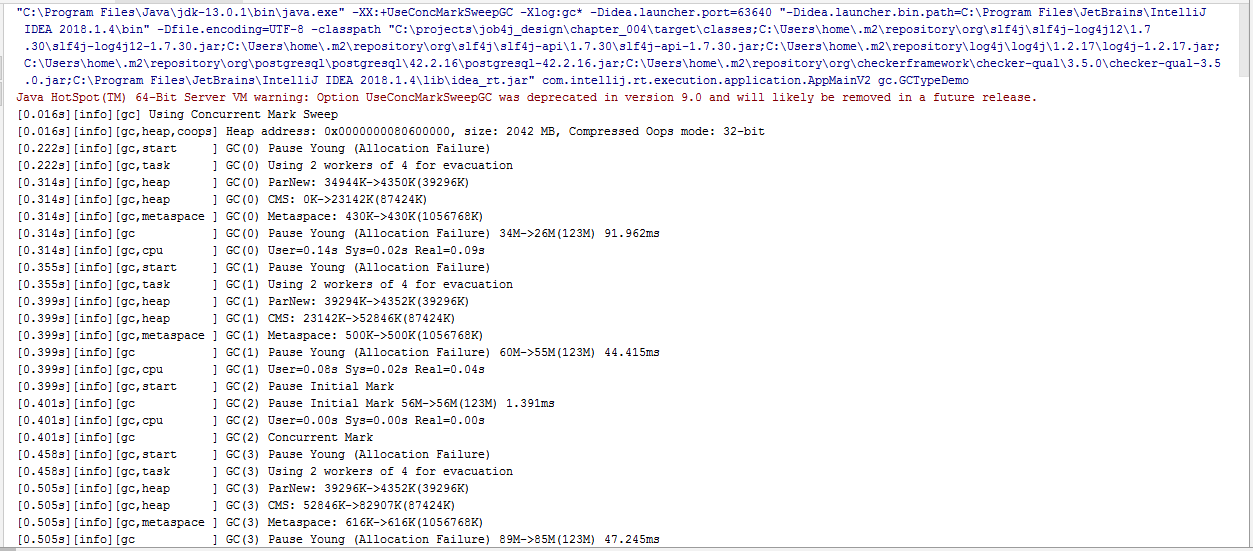 "C:\Program Files\Java\jdk-13.0.1\bin\java.exe" -XX:+UseConcMarkSweepGC -Xlog:gc* -Didea.launcher.port=63640 "-Didea.launcher.bin.path=C:\Program Files\JetBrains\IntelliJ
IDEA 2018.1.4\bin" -Dfile.encoding=UTF-8 -classpath "C:\projects\job4j_design\chapter_004\target\classes;C:\Users\home\.m2\repository\org\slf4j\slf4j-log4j12\1.7
.30\slf4j-log4j12-1.7.30.jar;C:\Users\home\.m2\repository\org\slf4j\slf4j-api\1.7.30\slf4j-api-1.7.30.jar;C:\Users\home\.m2\repository\log4j\log4j\1.2.17\log4j-1.2.17.jar;
C:\Users\home\.m2\repository\org\postgresql\postgresql\42.2.16\postgresql-42.2.16.jar;C:\Users\home\.m2\repository\org\checkerframework\checker-qual\3.5.0\checker-qual-3.5
.0.jar;C:\Program Files\JetBrains\IntelliJ IDEA 2018.1.4\lib\idea_rt.jar" com.intellij.rt.execution.application.AppMainV2 gc.GCTypeDemo
Java HotSpot(TM) 64-Bit Server VM warning: Option UseConcMarkSweepGC was deprecated in version 9.0 and will likely be removed in a future release.
[0.016s][info][gc] Using Concurrent Mark Sweep
[0.016s][info][gc,heap,coops] Heap address: 0x0000000080600000, size: 2042 MB, Compressed Oops mode: 32-bit
[0.222s][info][gc,start     ] GC(0) Pause Young (Allocation Failure)
[0.222s][info][gc,task      ] GC(0) Using 2 workers of 4 for evacuation
[0.314s][info][gc,heap      ] GC(0) ParNew: 34944K->4350K(39296K)
[0.314s][info][gc,heap      ] GC(0) CMS: 0K->23142K(87424K)
[0.314s][info][gc,metaspace ] GC(0) Metaspace: 430K->430K(1056768K)
[0.314s][info][gc           ] GC(0) Pause Young (Allocation Failure) 34M->26M(123M) 91.962ms
[0.314s][info][gc,cpu       ] GC(0) User=0.14s Sys=0.02s Real=0.09s
[0.355s][info][gc,start     ] GC(1) Pause Young (Allocation Failure)
[0.355s][info][gc,task      ] GC(1) Using 2 workers of 4 for evacuation
[0.399s][info][gc,heap      ] GC(1) ParNew: 39294K->4352K(39296K)
[0.399s][info][gc,heap      ] GC(1) CMS: 23142K->52846K(87424K)
[0.399s][info][gc,metaspace ] GC(1) Metaspace: 500K->500K(1056768K)
[0.399s][info][gc           ] GC(1) Pause Young (Allocation Failure) 60M->55M(123M) 44.415ms
[0.399s][info][gc,cpu       ] GC(1) User=0.08s Sys=0.02s Real=0.04s
[0.399s][info][gc,start     ] GC(2) Pause Initial Mark
[0.401s][info][gc           ] GC(2) Pause Initial Mark 56M->56M(123M) 1.391ms
[0.401s][info][gc,cpu       ] GC(2) User=0.00s Sys=0.00s Real=0.00s
[0.401s][info][gc           ] GC(2) Concurrent Mark
[0.458s][info][gc,start     ] GC(3) Pause Young (Allocation Failure)
[0.458s][info][gc,task      ] GC(3) Using 2 workers of 4 for evacuation
[0.505s][info][gc,heap      ] GC(3) ParNew: 39296K->4352K(39296K)
[0.505s][info][gc,heap      ] GC(3) CMS: 52846K->82907K(87424K)
[0.505s][info][gc,metaspace ] GC(3) Metaspace: 616K->616K(1056768K)
[0.505s][info][gc           ] GC(3) Pause Young (Allocation Failure) 89M->85M(123M) 47.245ms